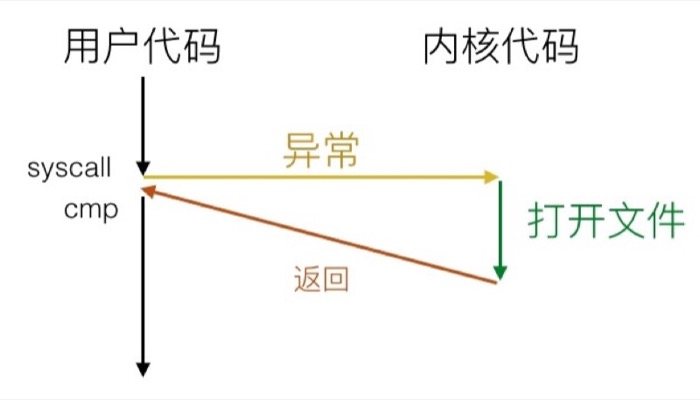 用户代码
内核代码
异常
syscall
cmp
打开文件
返回